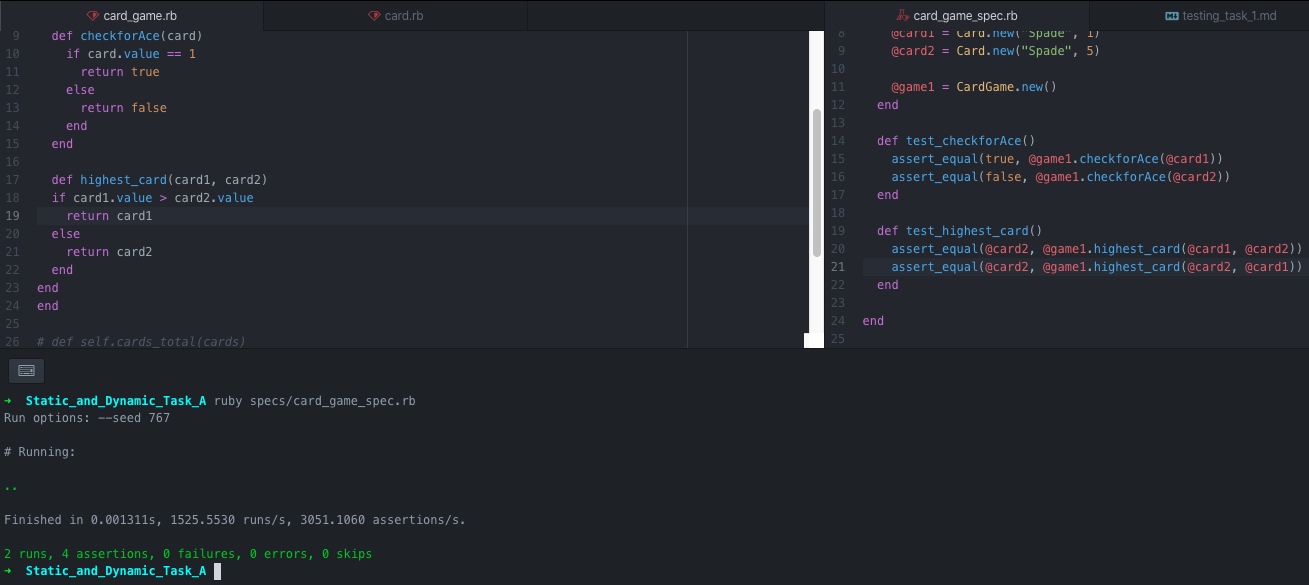 card_game.rb
card.rb
9 def checkforAce(card)
10 if card.value == 1
11 return true
12 else
13 return false
14 end
15 end
16
17 def highest_card(card1, card2)
18 if card1.value > card2.value
19 return card1
20 else
21 return card2
22 end
23 end
24 end
25
26 # def self.cards_total(cards)
card_game_spec.rb
testing_task_1.md
8 @card1 = Card.new("Spade", 1)
9 @card2 = Card.new("Spade", 5)
10
11 @game1 = CardGame.new()
12 end
13
14 def test_checkforAce()
15 assert_equal(true, @game1.checkforAce(@card1))
16 assert_equal(false, @game1.checkforAce(@card2))
17 end
18
19 def test_highest_card()
20 assert_equal(@card2, @game1.highest_card(@card1, @card2))
21 assert_equal(@card2, @game1.highest_card(@card2, @card1))
22 end
23
24 end
25
➜ Static_and_Dynamic_Task_A ruby specs/card_game_spec.rb
Run options: --seed 767
# Running:
..
Finished in 0.001311s, 1525.5530 runs/s, 3051.1060 assertions/s.
2 runs, 4 assertions, 0 failures, 0 errors, 0 skips
➜ Static_and_Dynamic_Task_A